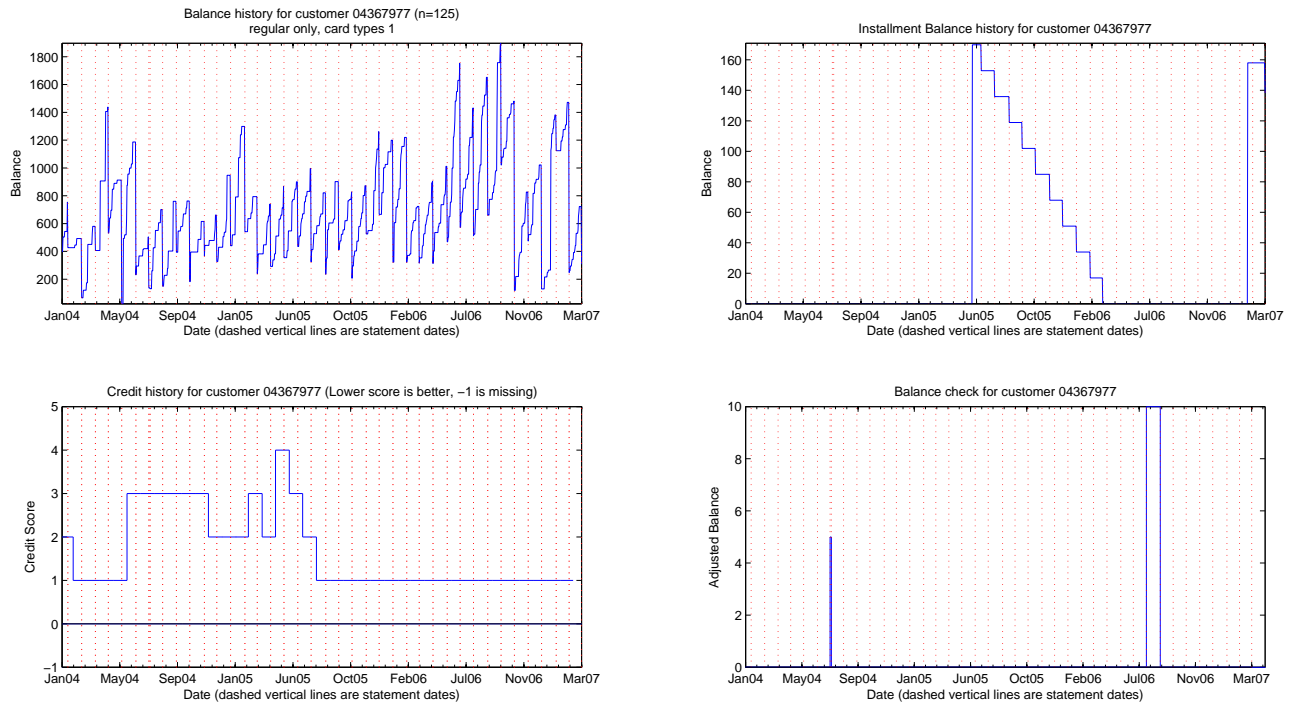 Balance history for customer 04367977 (n=125)
regular only, card types 1
Balance
1800
1600
1400
1200
1000
800
600
400
200
Jan04 May04 Sep04 Jan05 Jun05 Oct05 Feb06 Jul06 Nov06 Mar07
Date (dashed vertical lines are statement dates)
Installment Balance history for customer 04367977
Balance
160
140
120
100
80
60
40
20
0
Jan04 May04 Sep04 Jan05 Jun05 Oct05 Feb06 Jul06 Nov06 Mar07
Date (dashed vertical lines are statement dates)
Credit history for customer 04367977 (Lower score is better, −1 is missing)
Credit Score
5
4
3
2
1
0
−1
Jan04 May04 Sep04 Jan05 Jun05 Oct05 Feb06 Jul06 Nov06 Mar07
Date (dashed vertical lines are statement dates)
Balance check for customer 04367977
Adjusted Balance
10
8
6
4
2
0
Jan04 May04 Sep04 Jan05 Jun05 Oct05 Feb06 Jul06 Nov06 Mar07
Date (dashed vertical lines are statement dates)